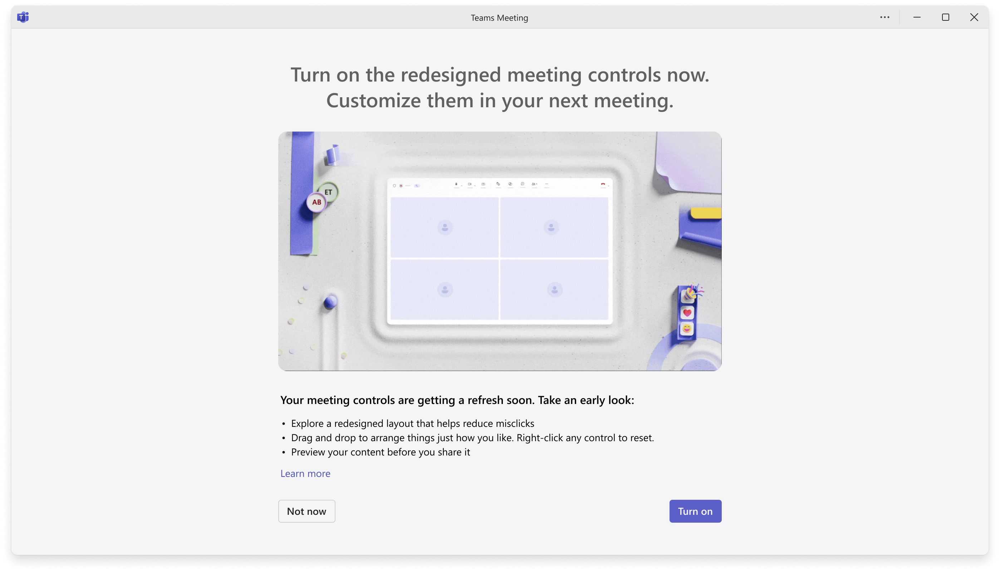 Teams Meeting
Turn on the redesigned meeting controls now.
Customize them in your next meeting.
ET
AB
Your meeting controls are getting a refresh soon. Take an early look:
• Explore a redesigned layout that helps reduce misclicks
• Drag and drop to arrange things just how you like. Right-click any control to reset.
• Preview your content before you share it
Learn more
Not now
Turn on